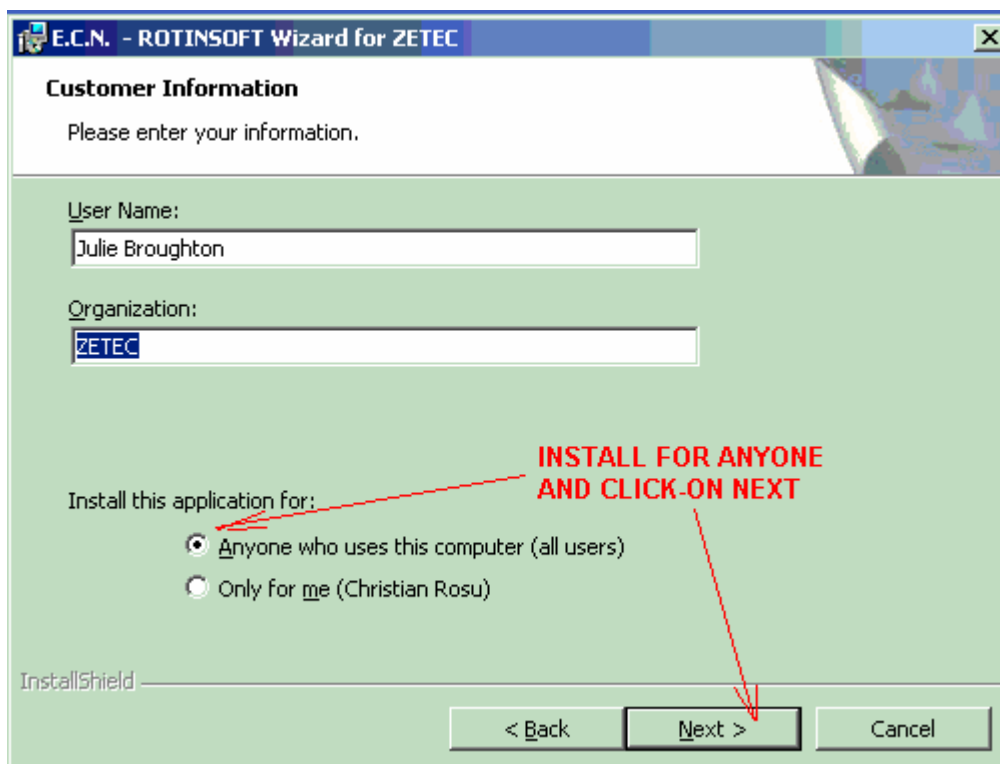 E.C.N. - ROTINSOFT Wizard for ZETEC
Customer Information
Please enter your information.
User Name:
Julie Broughton
Organization:
ZETEC
INSTALL FOR ANYONE
AND CLICK-ON NEXT
Install this application for:
Anyone who uses this computer (all users)
Only for me (Christian Rosu)
InstallShield
< Back Next > Cancel